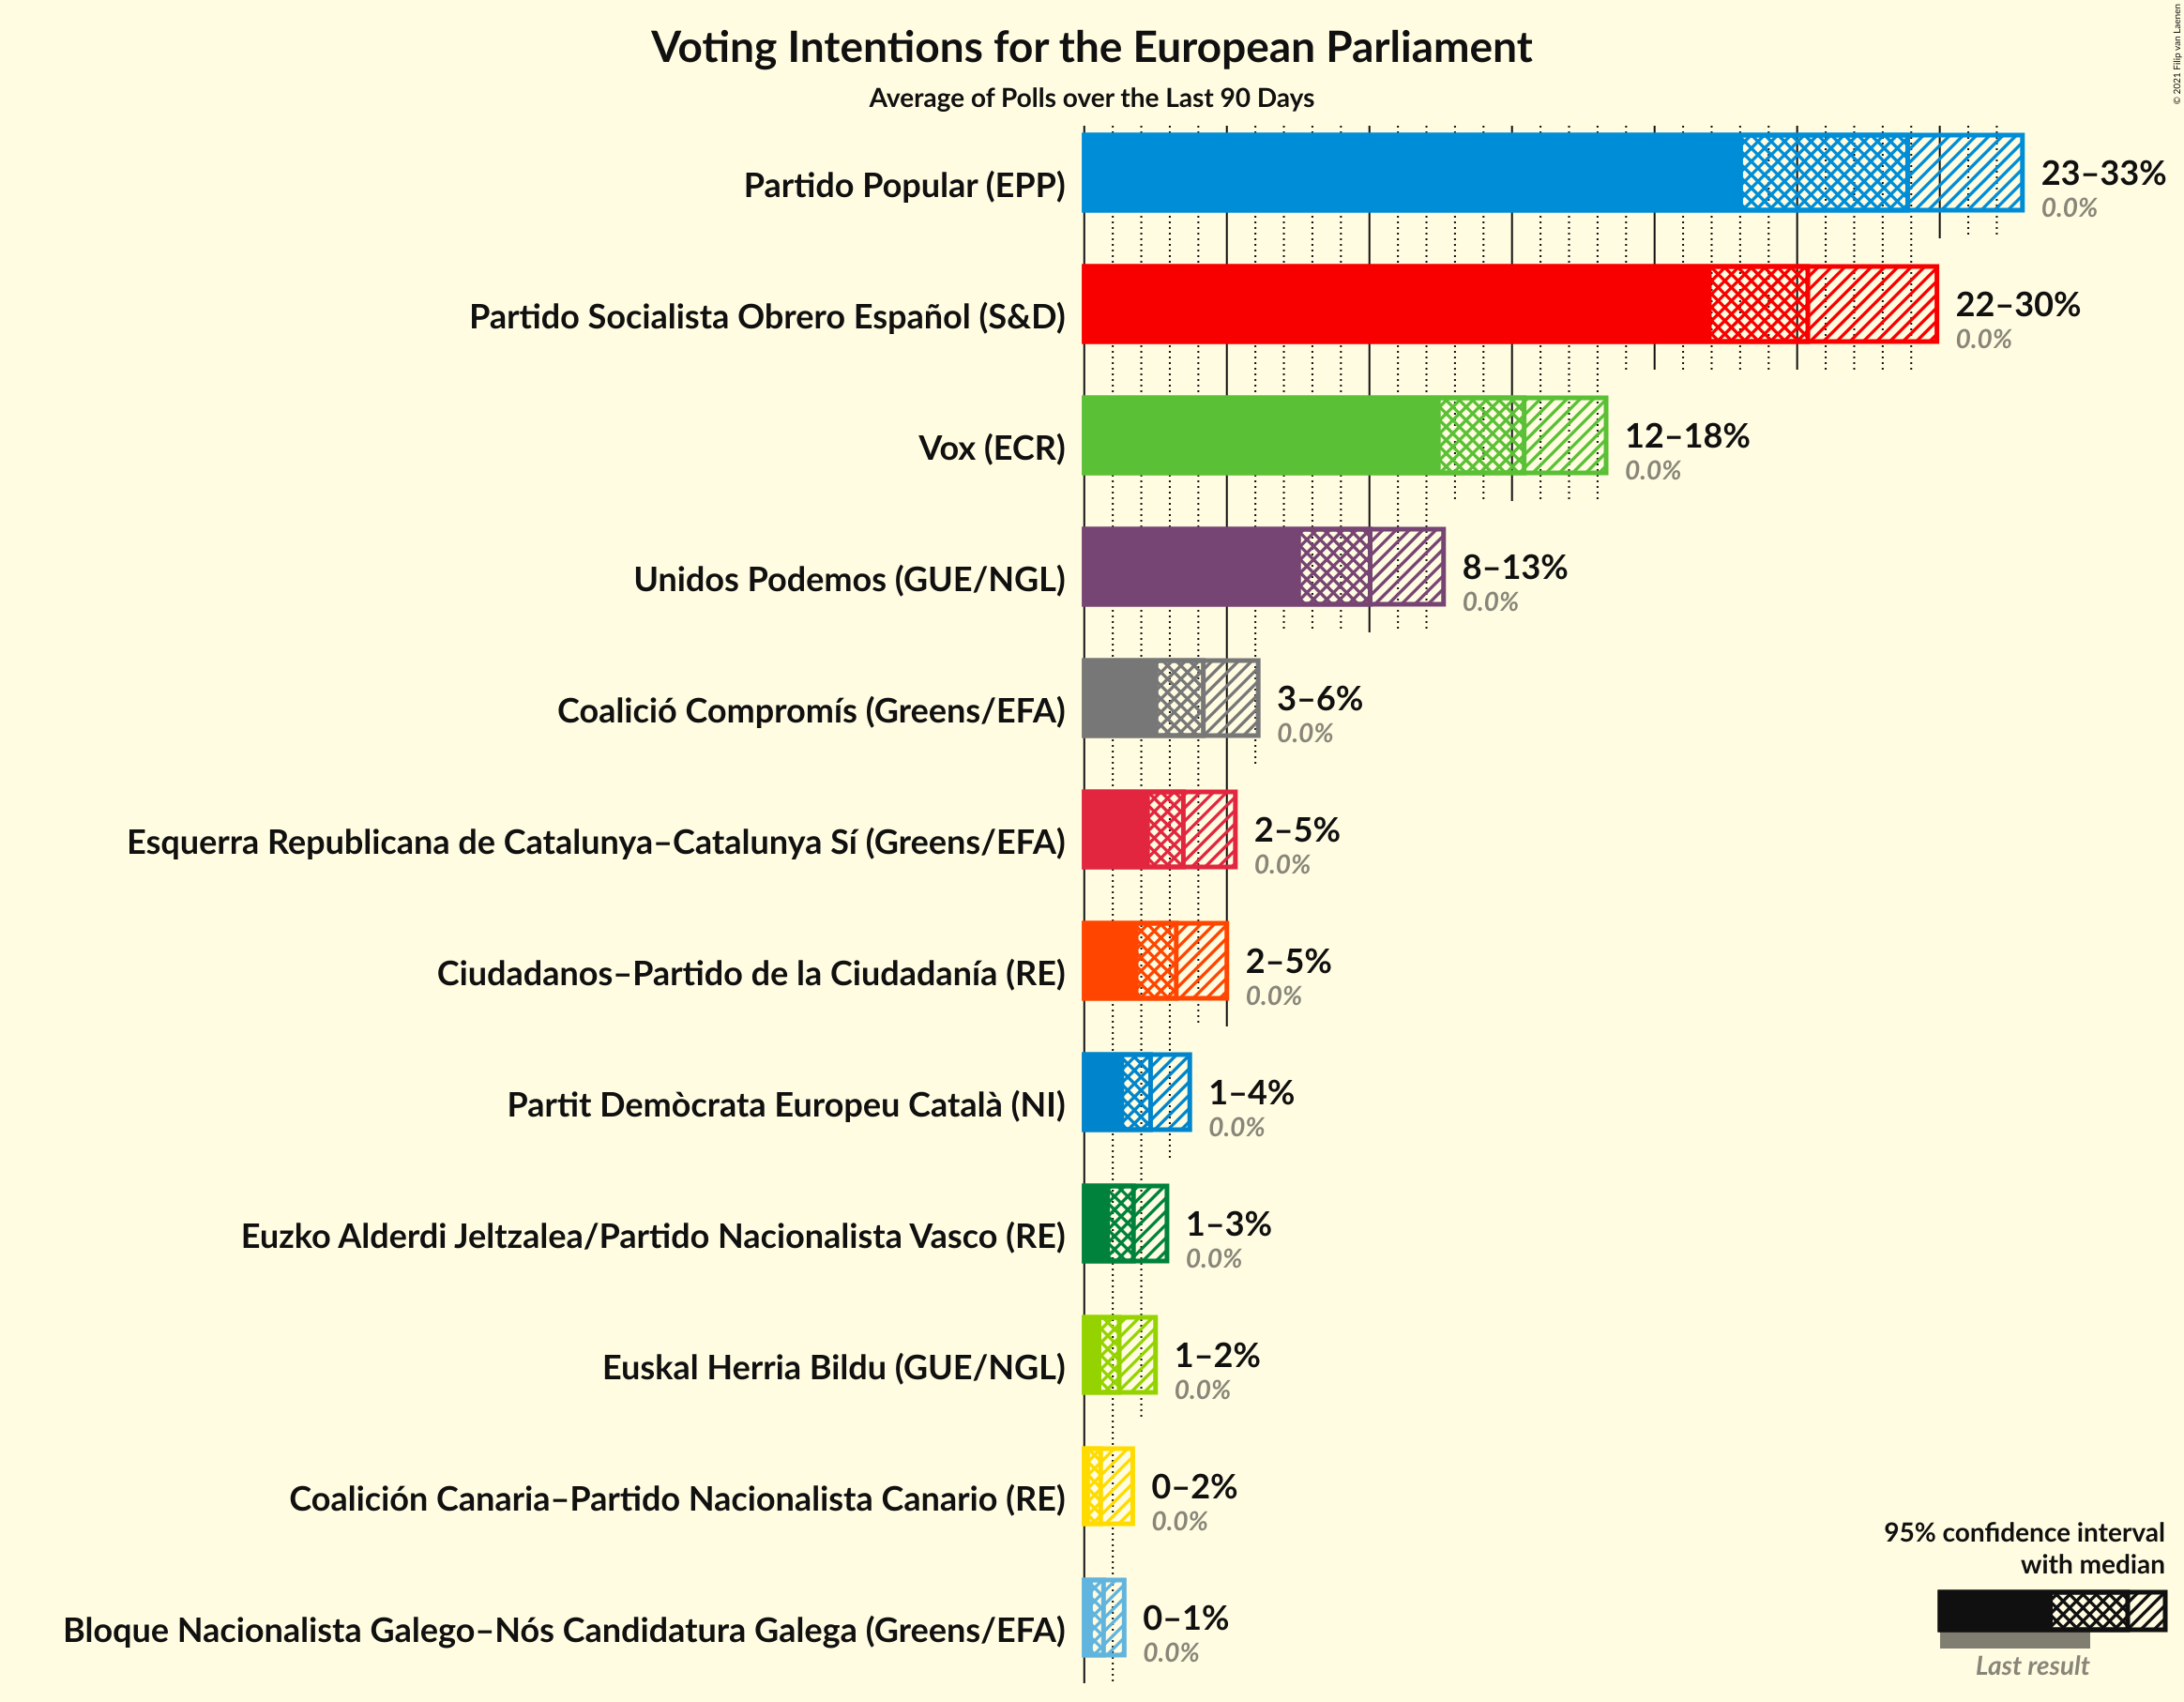 © 2021 Filip van Laenen
Voting Intentions for the European Parliament
Average of Polls over the Last 90 Days
Partido Popular (EPP)
23–33%
0.0%
Partido Socialista Obrero Español (S&D)
22–30%
0.0%
Vox (ECR)
12–18%
0.0%
Unidos Podemos (GUE/NGL)
8–13%
0.0%
Coalició Compromís (Greens/EFA)
3–6%
0.0%
Esquerra Republicana de Catalunya–Catalunya Sí (Greens/EFA)
2–5%
0.0%
Ciudadanos–Partido de la Ciudadanía (RE)
2–5%
0.0%
Partit Demòcrata Europeu Català (NI)
1–4%
0.0%
Euzko Alderdi Jeltzalea/Partido Nacionalista Vasco (RE)
1–3%
0.0%
Euskal Herria Bildu (GUE/NGL)
1–2%
0.0%
Coalición Canaria–Partido Nacionalista Canario (RE)
0–2%
0.0%
Bloque Nacionalista Galego–Nós Candidatura Galega (Greens/EFA)
0–1%
0.0%
95% confidence interval
with median
Last result